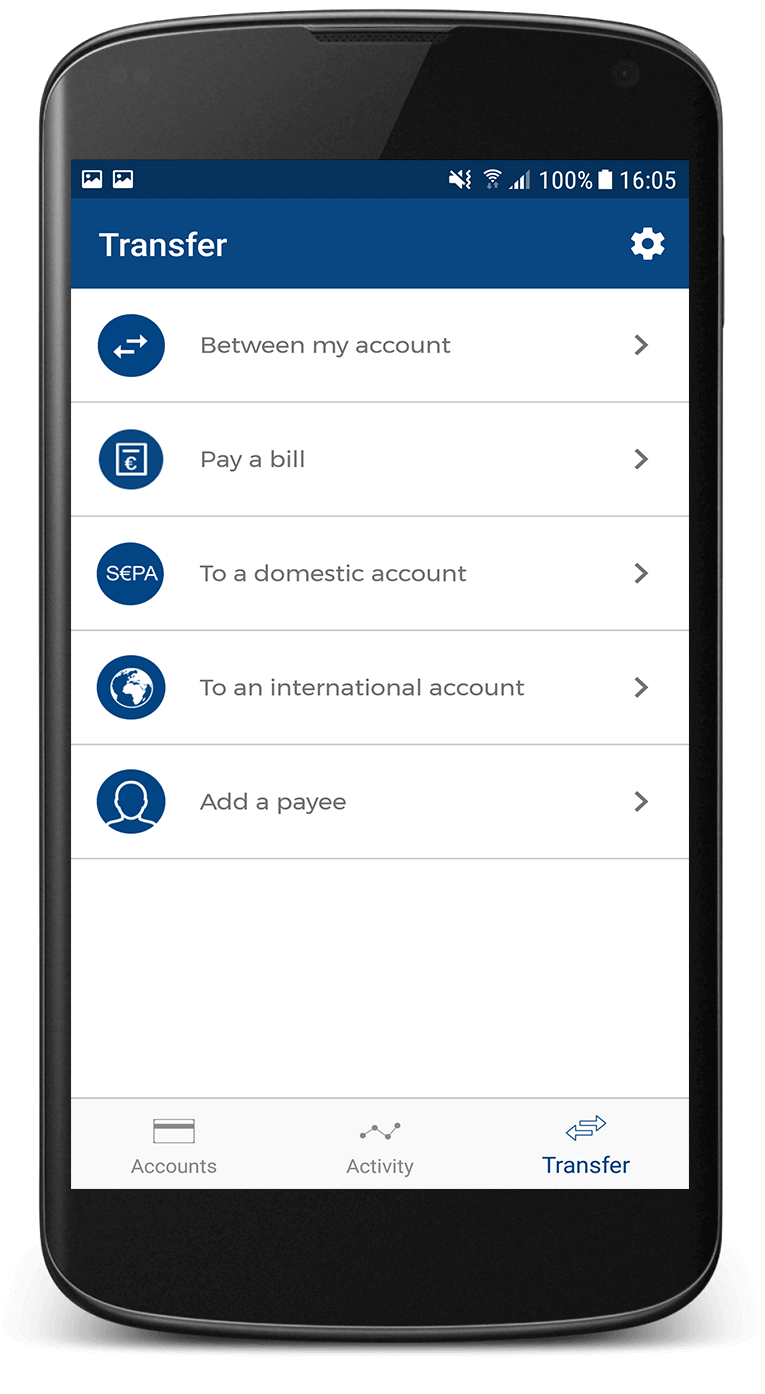 100% 16:05
Transfer
Between my account
€
Pay a bill
S€PA
To a domestic account
To an international account
Add a payee
Accounts
Activity
Transfer